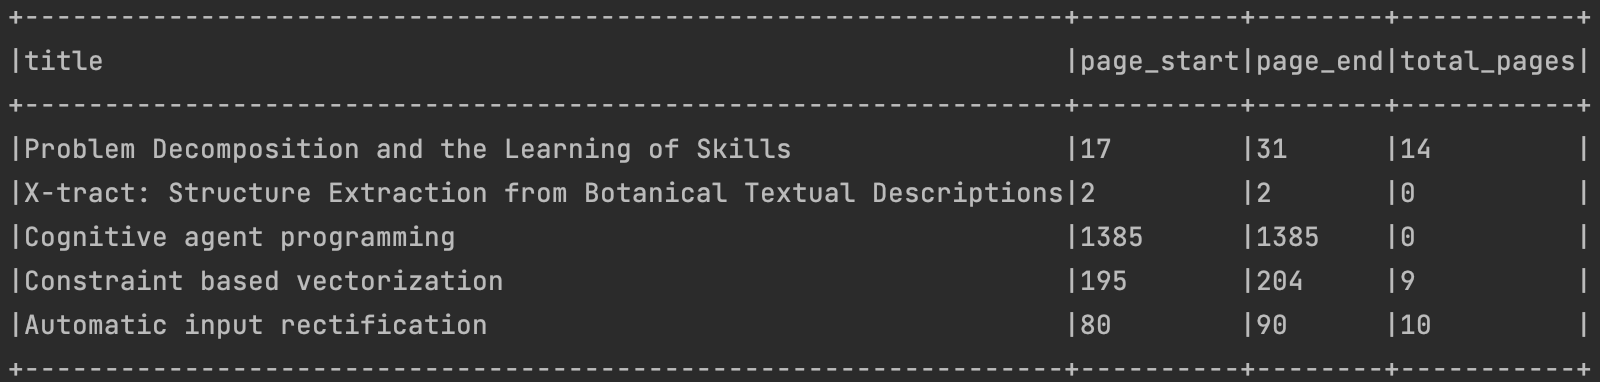 +-----------------------------------------------------------------+----------+--------+-----------+
|title                                                            |page_start|page_end|total_pages|
+-----------------------------------------------------------------+----------+--------+-----------+
|Problem Decomposition and the Learning of Skills                 |17        |31      |14         |
|X-tract: Structure Extraction from Botanical Textual Descriptions|2         |2       |0          |
|Cognitive agent programming                                      |1385      |1385    |0          |
|Constraint based vectorization                                   |195       |204     |9          |
|Automatic input rectification                                    |80        |90      |10         |
+-----------------------------------------------------------------+----------+--------+-----------+